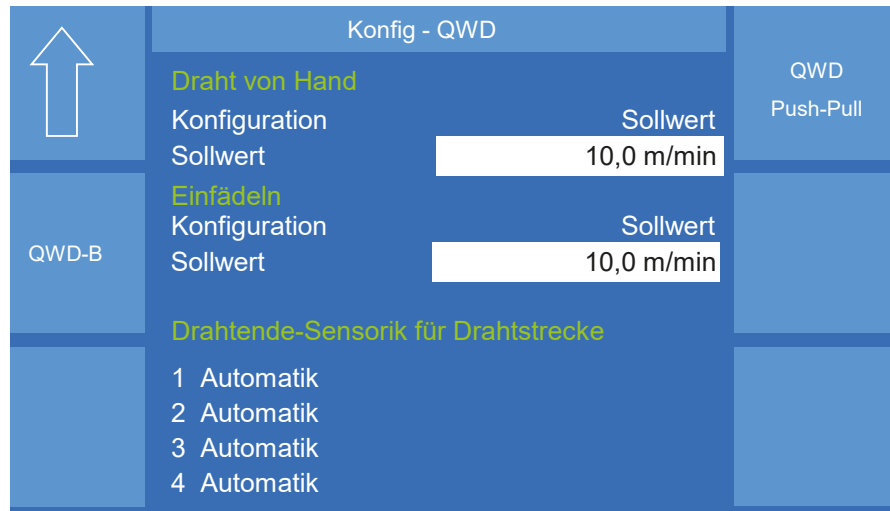 Konfig - QWD
QWD
Push-Pull
Draht von Hand
Konfiguration Sollwert
Sollwert 10,0 m/min
Einfädeln
Konfiguration Sollwert
Sollwert 10,0 m/min
QWD-B
Drahtende-Sensorik für Drahtstrecke
1 Automatik
2 Automatik
3 Automatik
4 Automatik